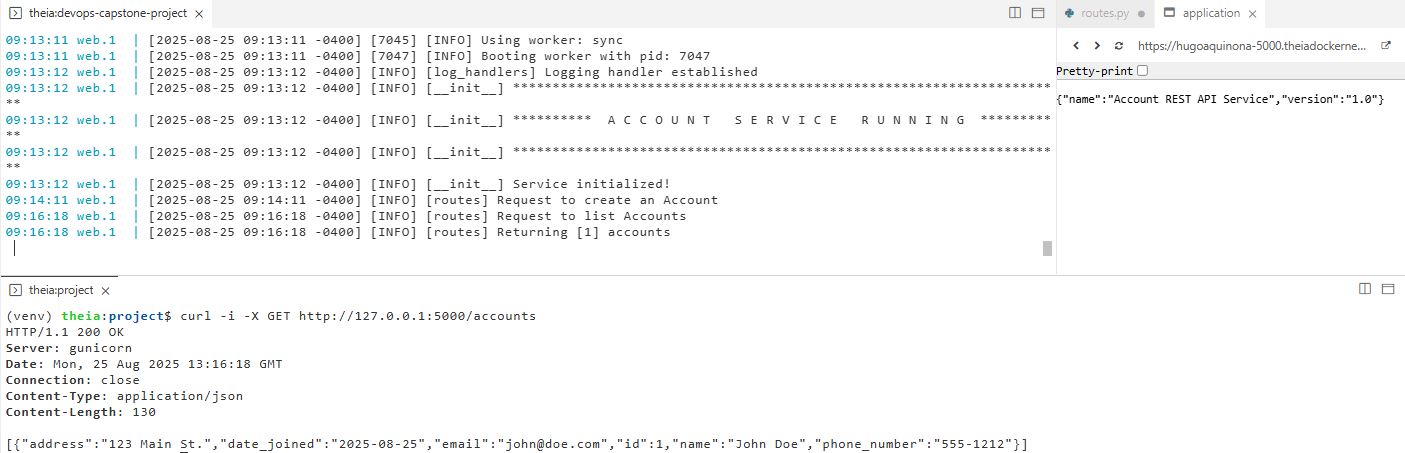 theia:devops-capstone-project
09:13:11 web.1 | [2025-08-25 09:13:11 -0400] [7045] [INFO] Using worker: sync
09:13:11 web.1 | [2025-08-25 09:13:11 -0400] [7047] [INFO] Booting worker with pid: 7047
09:13:12 web.1 | [2025-08-25 09:13:12 -0400] [INFO] [log_handlers] Logging handler established
09:13:12 web.1 | [2025-08-25 09:13:12 -0400] [INFO] [__init__] ********************************************************************
**
09:13:12 web.1 | [2025-08-25 09:13:12 -0400] [INFO] [__init__] ********** A C C O U N T   S E R V I C E   R U N N I N G *********
**
09:13:12 web.1 | [2025-08-25 09:13:12 -0400] [INFO] [__init__] ********************************************************************
**
09:13:12 web.1 | [2025-08-25 09:13:12 -0400] [INFO] [__init__] Service initialized!
09:14:11 web.1 | [2025-08-25 09:14:11 -0400] [INFO] [routes] Request to create an Account
09:16:18 web.1 | [2025-08-25 09:16:18 -0400] [INFO] [routes] Request to list Accounts
09:16:18 web.1 | [2025-08-25 09:16:18 -0400] [INFO] [routes] Returning [1] accounts
routes.py
application
https://hugoaquinona-5000.theiadockerne...
Pretty-print
{"name":"Account REST API Service","version":"1.0"}
theia:project
(venv) theia:project$ curl -i -X GET http://127.0.0.1:5000/accounts
HTTP/1.1 200 OK
Server: gunicorn
Date: Mon, 25 Aug 2025 13:16:18 GMT
Connection: close
Content-Type: application/json
Content-Length: 130
[{"address":"123 Main St.","date_joined":"2025-08-25","email":"john@doe.com","id":1,"name":"John Doe","phone_number":"555-1212"}]